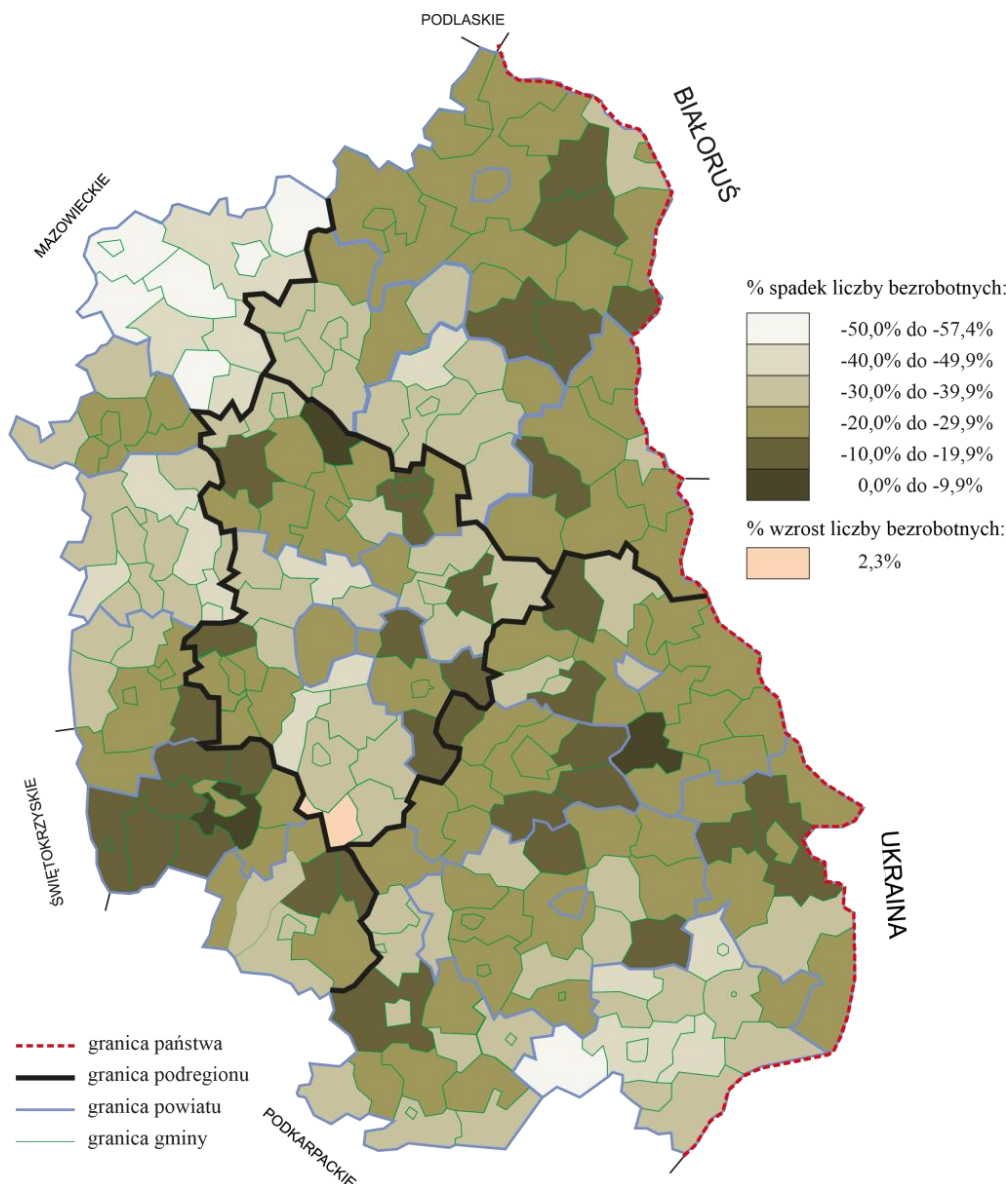 PODLASKIE
BIAŁORUŚ
MAZOWIECKIE
% spadek liczby bezrobotnych:
-50,0% do -57,4%
-40,0% do -49,9%
-30,0% do -39,9%
-20,0% do -29,9%
-10,0% do -19,9%
0,0% do -9,9%
% wzrost liczby bezrobotnych:
2,3%
ŚWIĘTOKRZYSKIE
UKRAINA
granica państwa
granica podregionu
granica powiatu
granica gminy
PODKARPACKIE